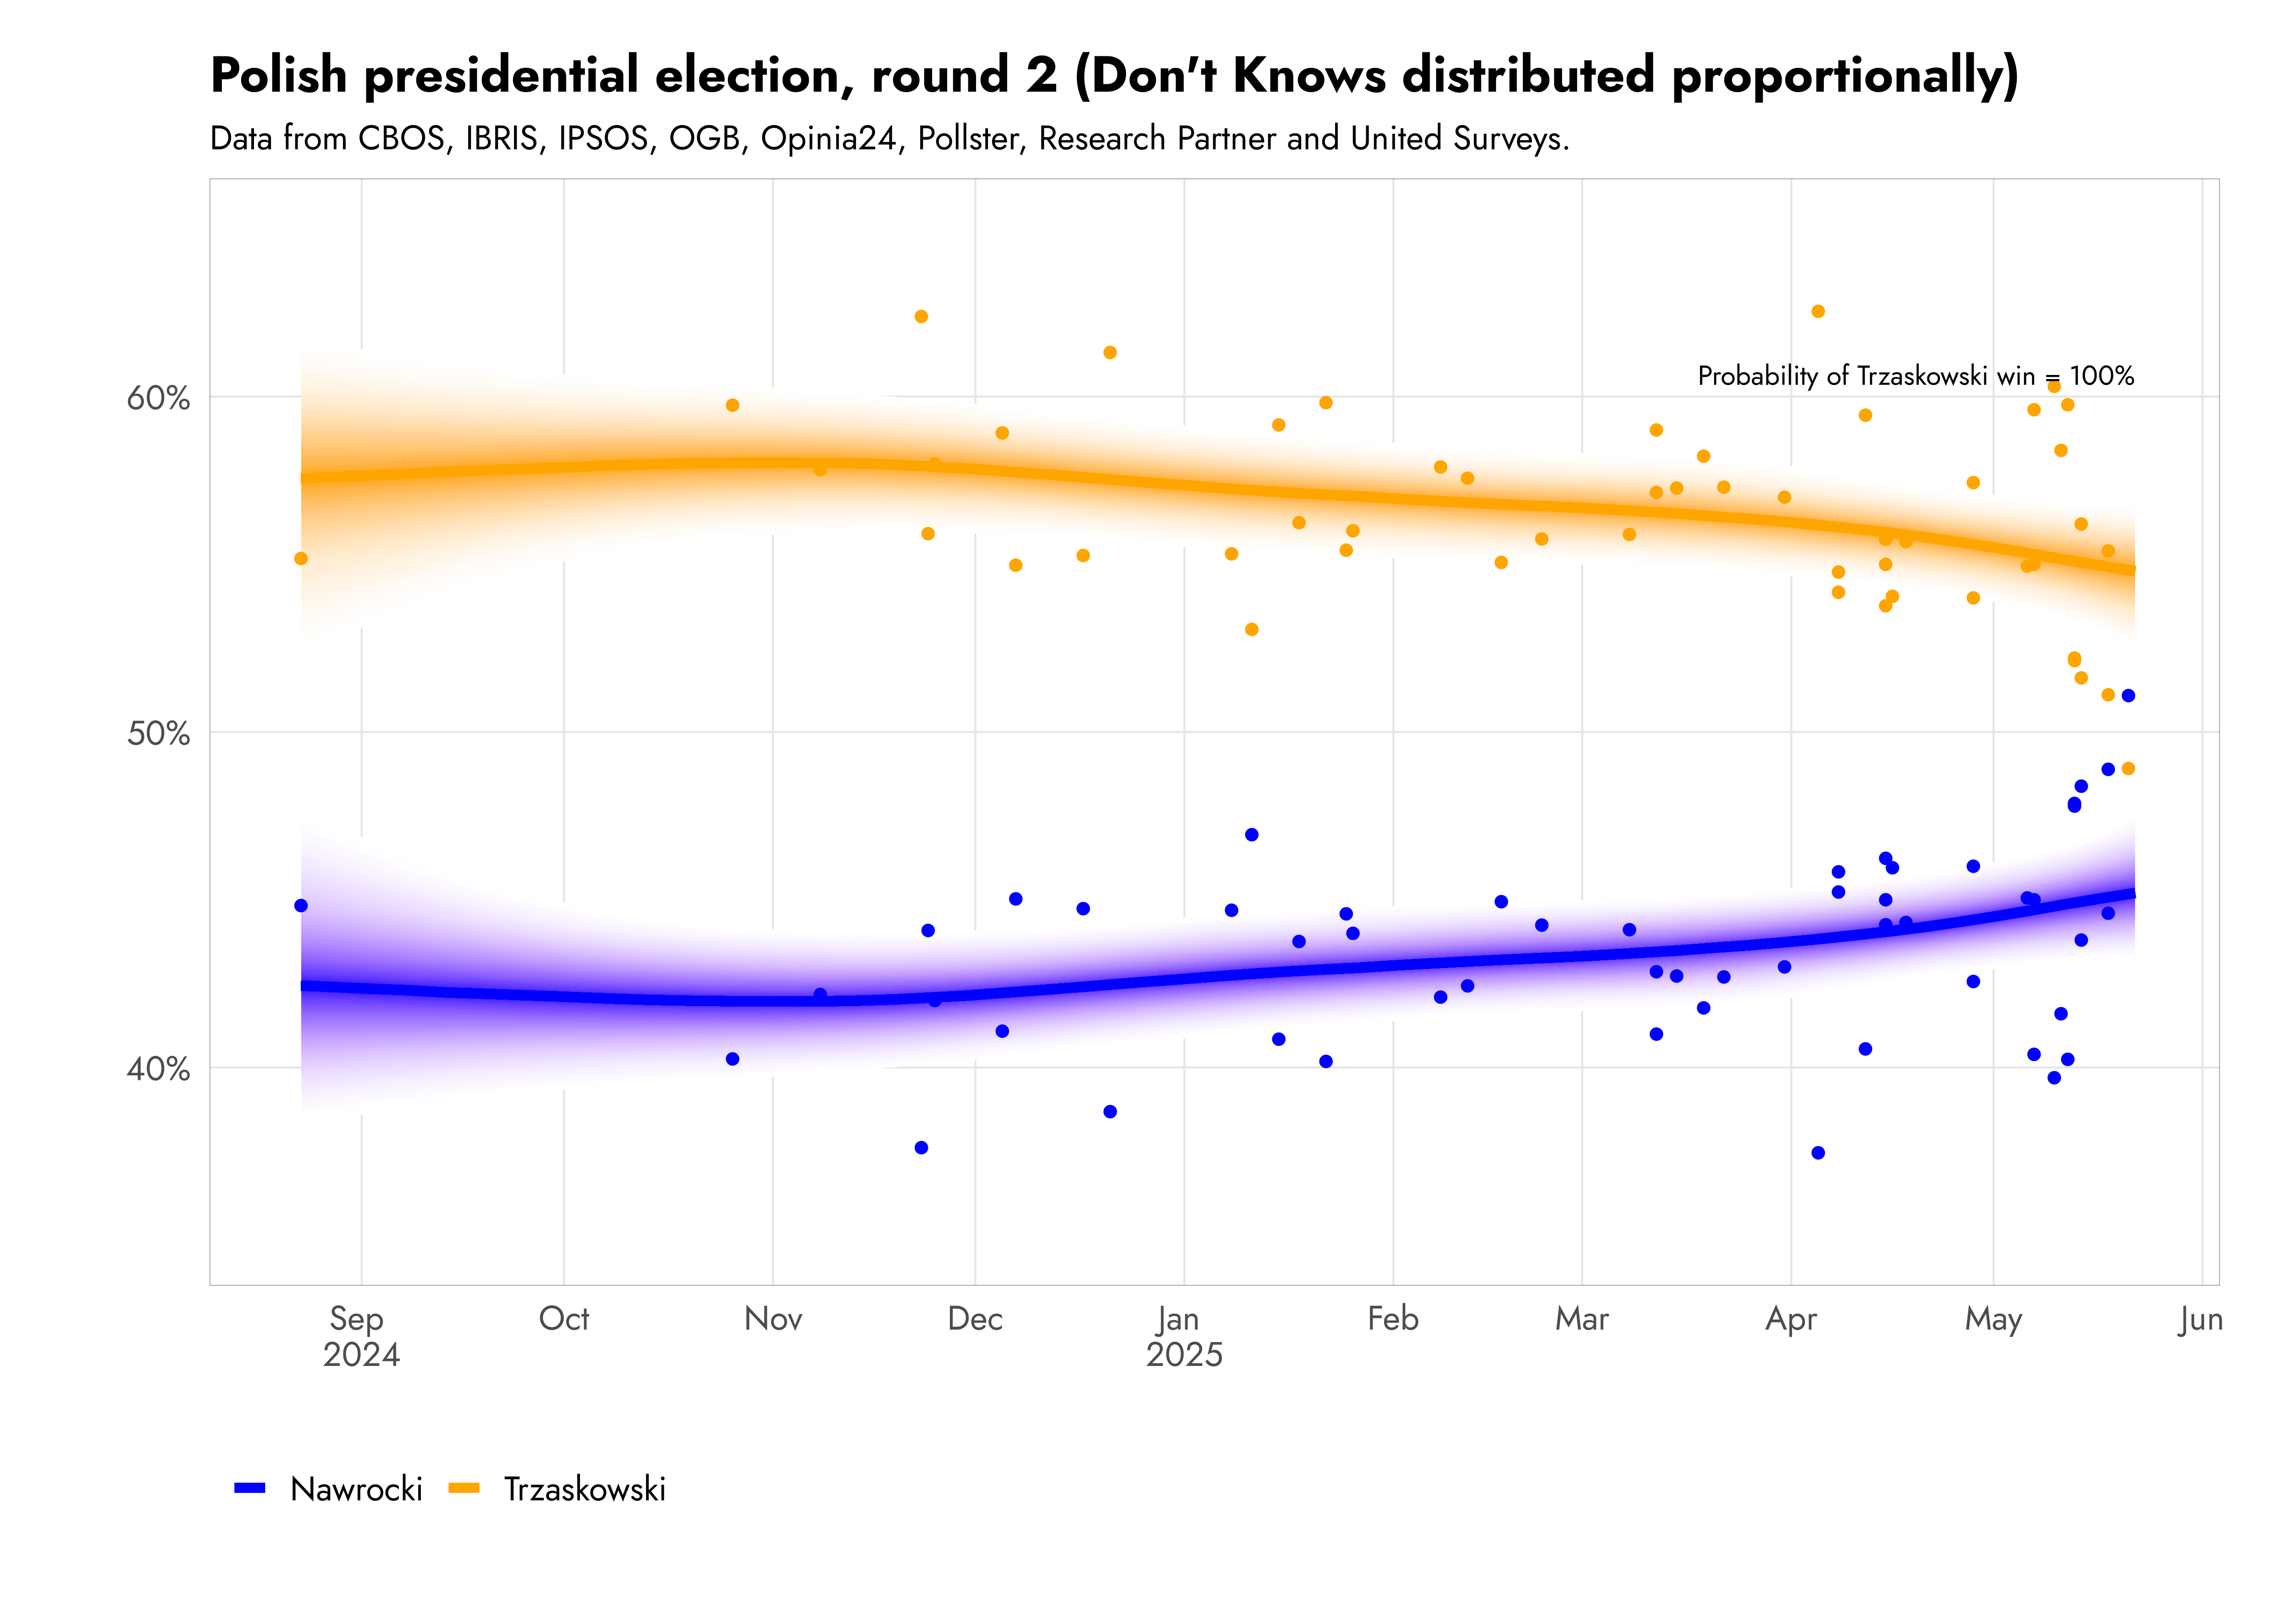 Polish presidential election, round 2 (Don't Knows distributed proportionally)
Data from CBOS, IBRIS, IPSOS, OGB, Opinia24, Pollster, Research Partner and United Surveys.
Probability of Trzaskowski win = 100%
60%
50%
40%
Sep Oct Nov Dec Jan Feb Mar Apr May Jun
2024 2025
Nawrocki Trzaskowski